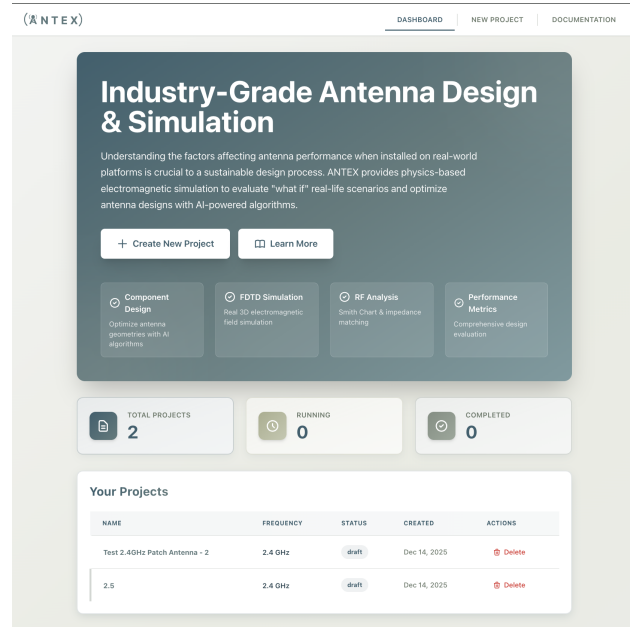 (ANTEX)
DASHBOARD
NEW PROJECT
DOCUMENTATION
Industry-Grade Antenna Design
& Simulation
Understanding the factors affecting antenna performance when installed on real-world
platforms is crucial to a sustainable design process. ANTEX provides physics-based
electromagnetic simulation to evaluate "what if" real-life scenarios and optimize
antenna designs with AI-powered algorithms.
Create New Project
Learn More
Component
Design
Optimize antenna
geometries with AI
algorithms
FDTD Simulation
Real 3D electromagnetic
field simulation
RF Analysis
Smith Chart & impedance
matching
Performance
Metrics
Comprehensive design
evaluation
TOTAL PROJECTS
2
RUNNING
0
COMPLETED
0
Your Projects
NAME FREQUENCY STATUS CREATED ACTIONS
Test 2.4GHz Patch Antenna - 2 2.4 GHz draft Dec 14, 2025 Delete
2.5 2.4 GHz draft Dec 14, 2025 Delete